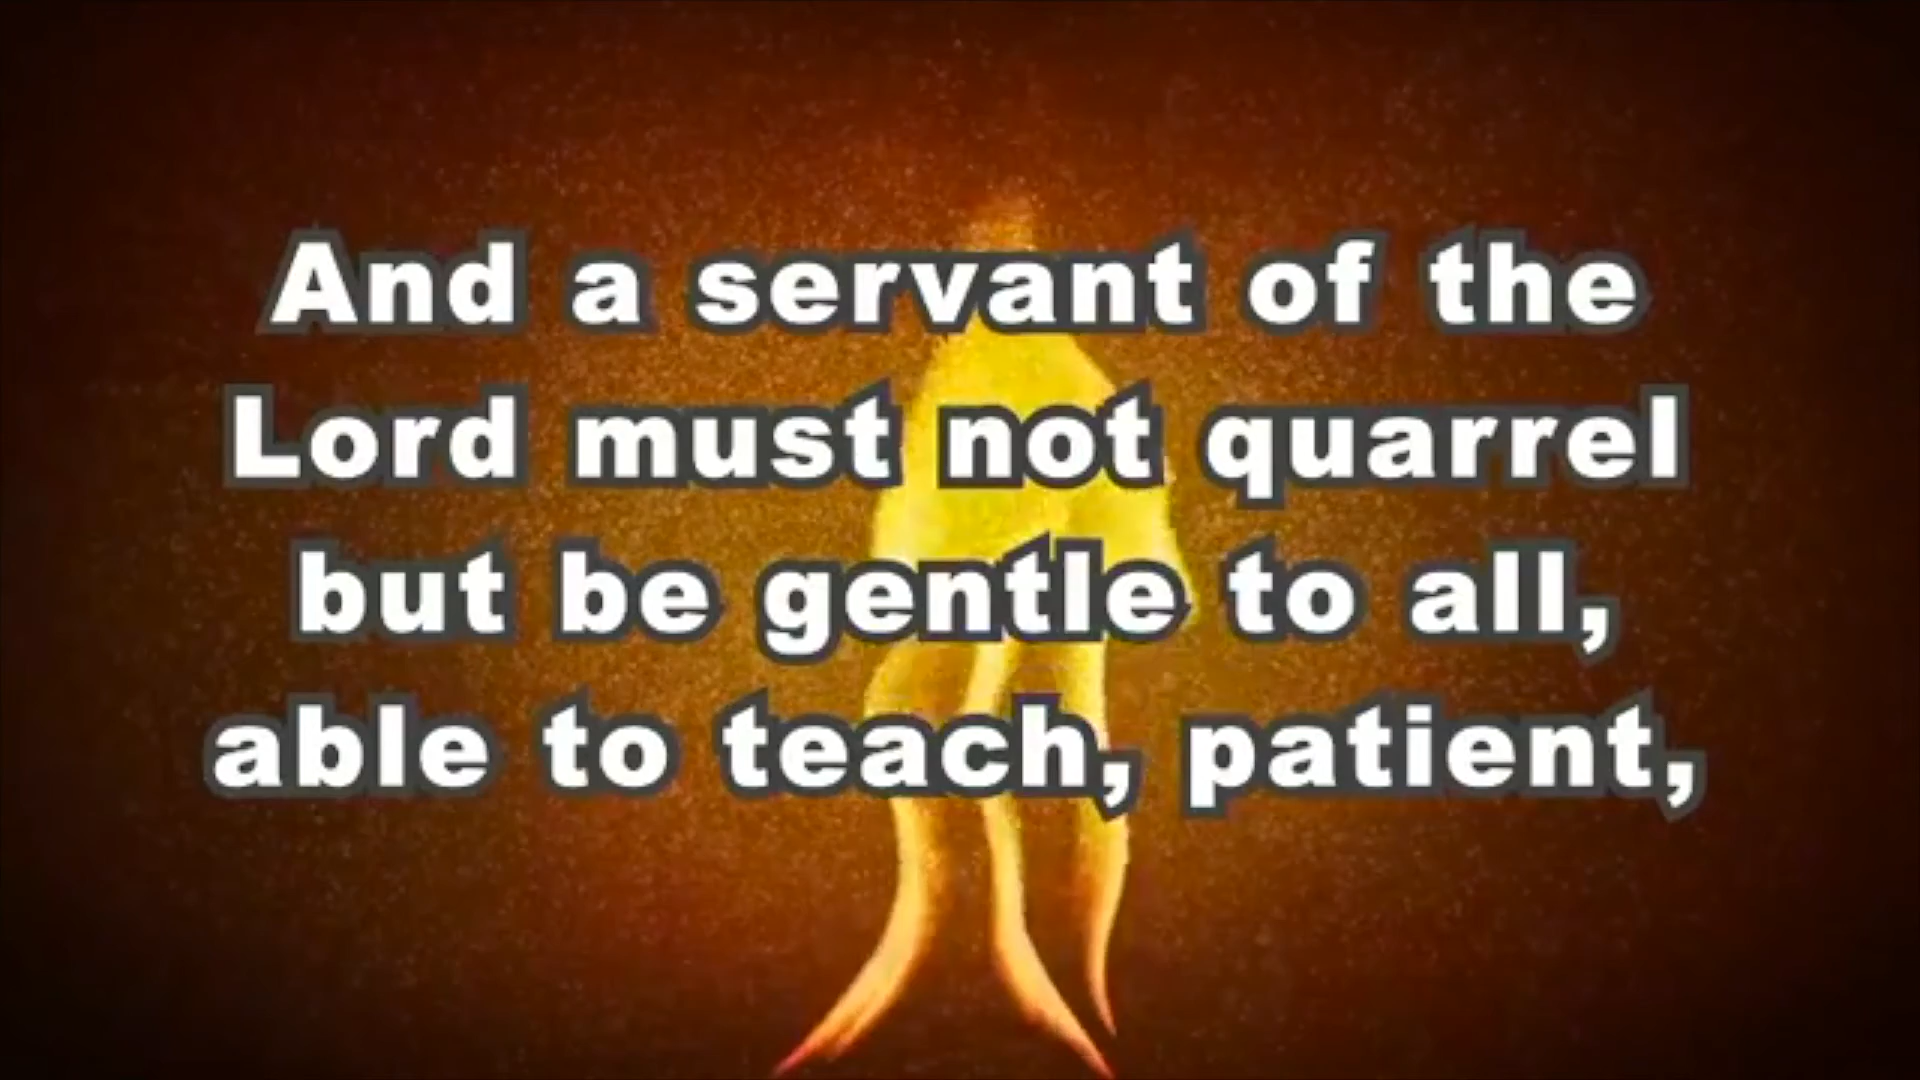 And a servant of the
Lord must not quarrel
but be gentle to all,
able to teach, patient,